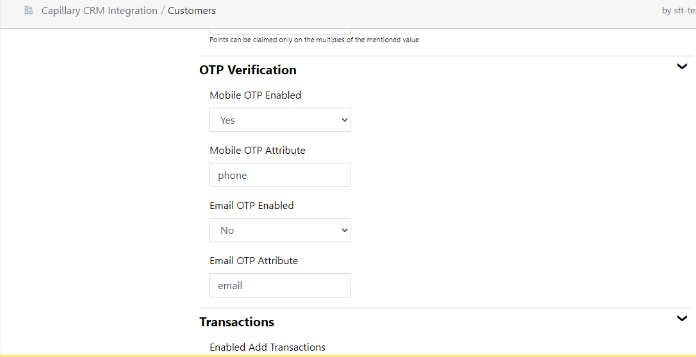 Capillary CRM Integration / Customers
by stt-te
Points can be claimed only on the multiples of the mentioned value
OTP Verification
Mobile OTP Enabled
Yes
Mobile OTP Attribute
phone
Email OTP Enabled
No
Email OTP Attribute
email
Transactions
Enabled Add Transactions